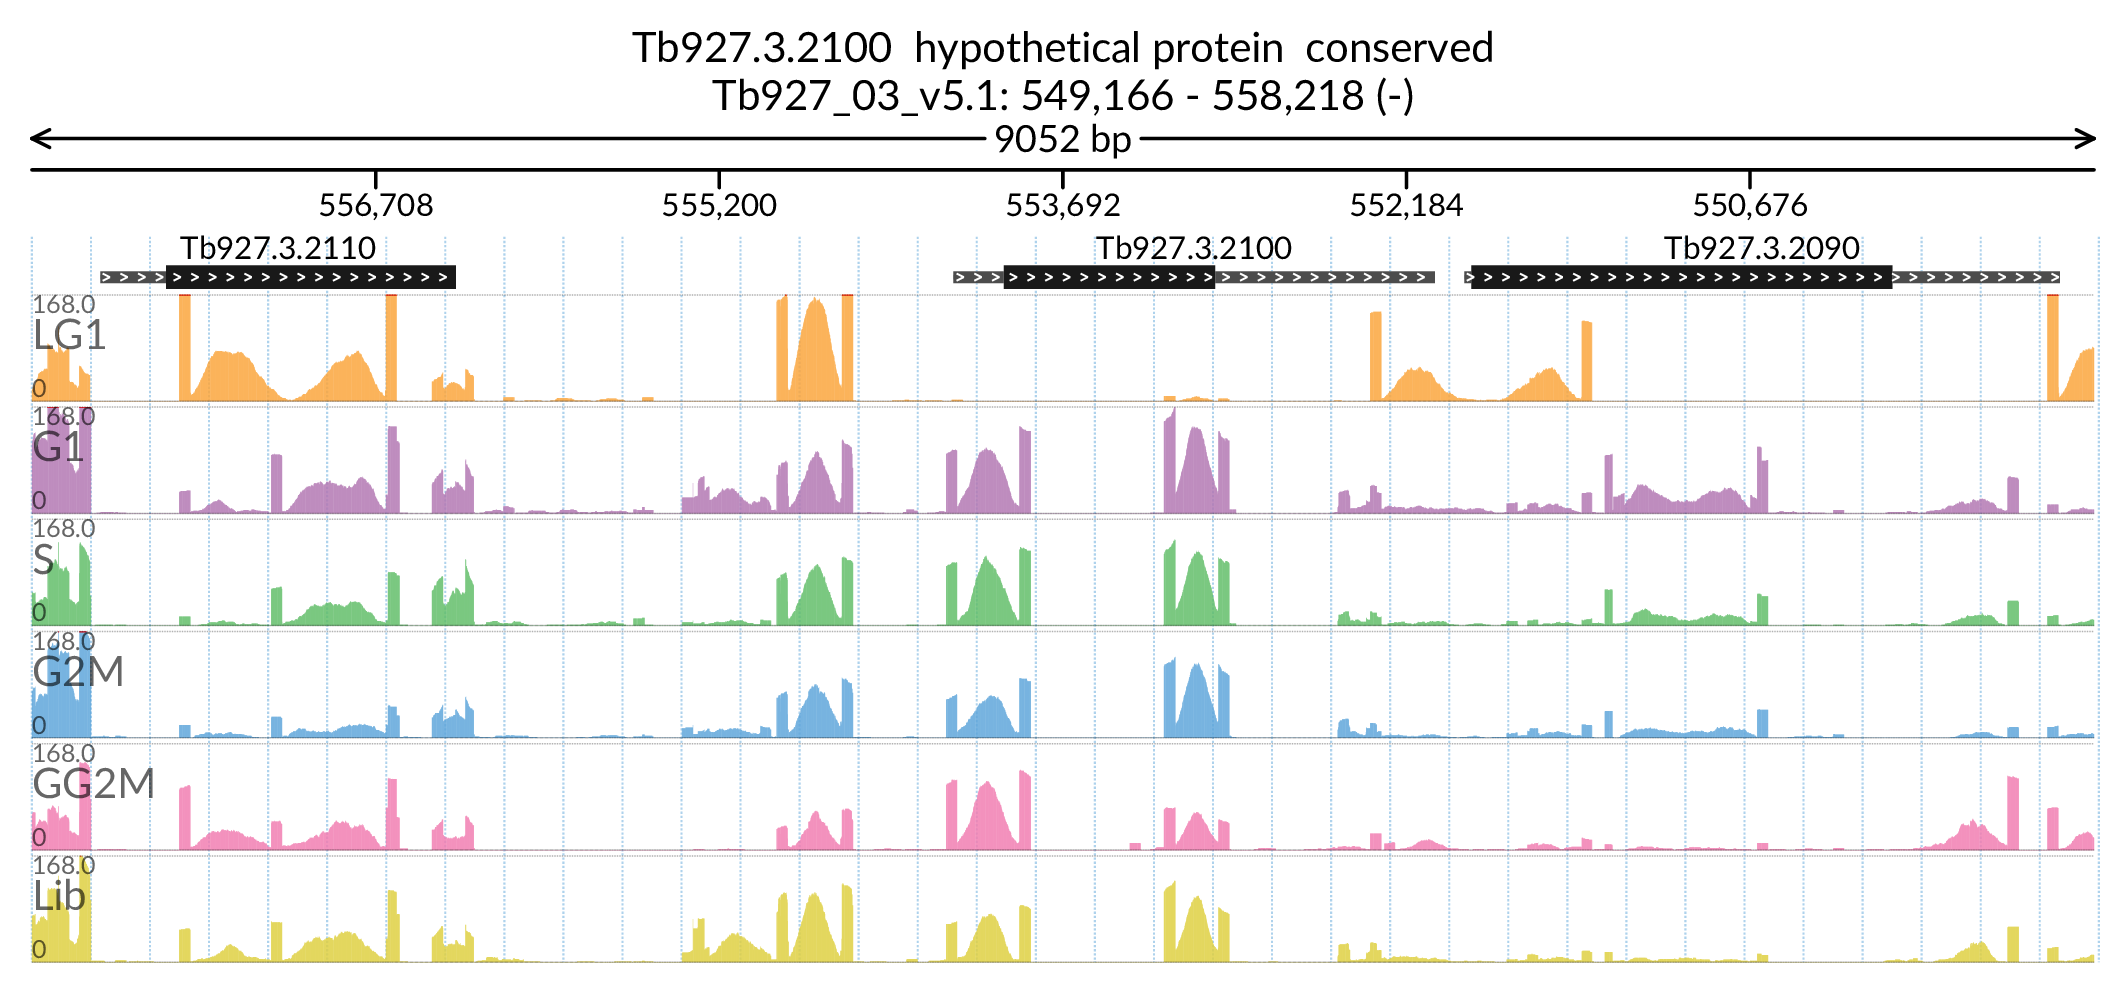 Tb927.3.2100 hypothetical protein conserved
Tb927_03_v5.1: 549,166 - 558,218 (-)
9052 bp
556,708 555,200 553,692 552,184 550,676
Tb927.3.2110 Tb927.3.2100 Tb927.3.2090
168.0
LG1
0
168.0
G1
0
168.0
S
0
168.0
G2M
0
168.0
GG2M
0
168.0
Lib
0